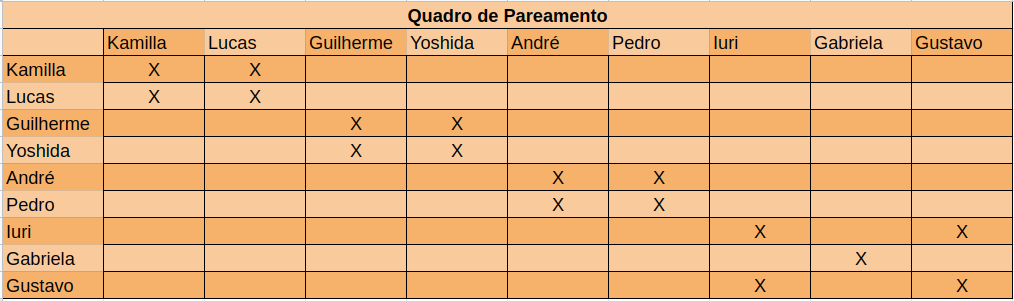 Quadro de Pareamento
Kamilla Lucas Guilherme Yoshida André Pedro Iuri Gabriela Gustavo
Kamilla X X
Lucas X X
Guilherme X X
Yoshida X X
André X X
Pedro X X
Iuri X X
Gabriela X
Gustavo X X